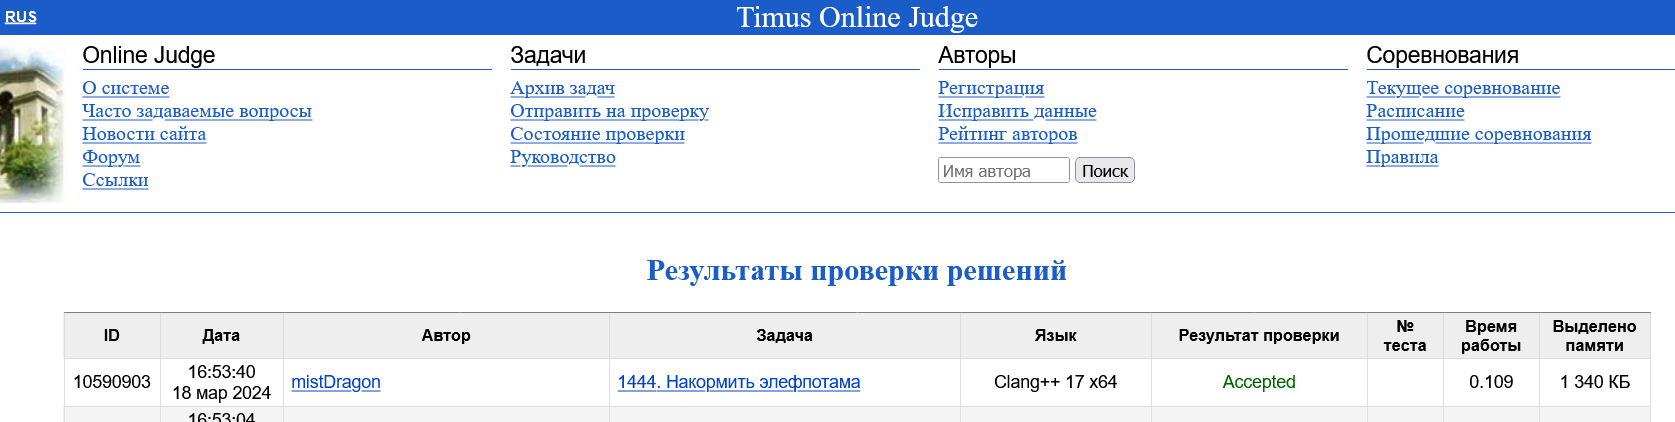 RUS
Timus Online Judge
Online Judge
О системе
Часто задаваемые вопросы
Новости сайта
Форум
Ссылки
Задачи
Архив задач
Отправить на проверку
Состояние проверки
Руководство
Авторы
Регистрация
Исправить данные
Рейтинг авторов
Имя автора Поиск
Соревнования
Текущее соревнование
Расписание
Прошедшие соревнования
Правила
Результаты проверки решений
ID Дата Автор Задача Язык Результат проверки № теста Время работы Выделено памяти
10590903 16:53:40 18 мар 2024 mistDragon 1444. Накормить элефпотама Clang++ 17 x64 Accepted 0.109 1 340 КБ
16:53:04